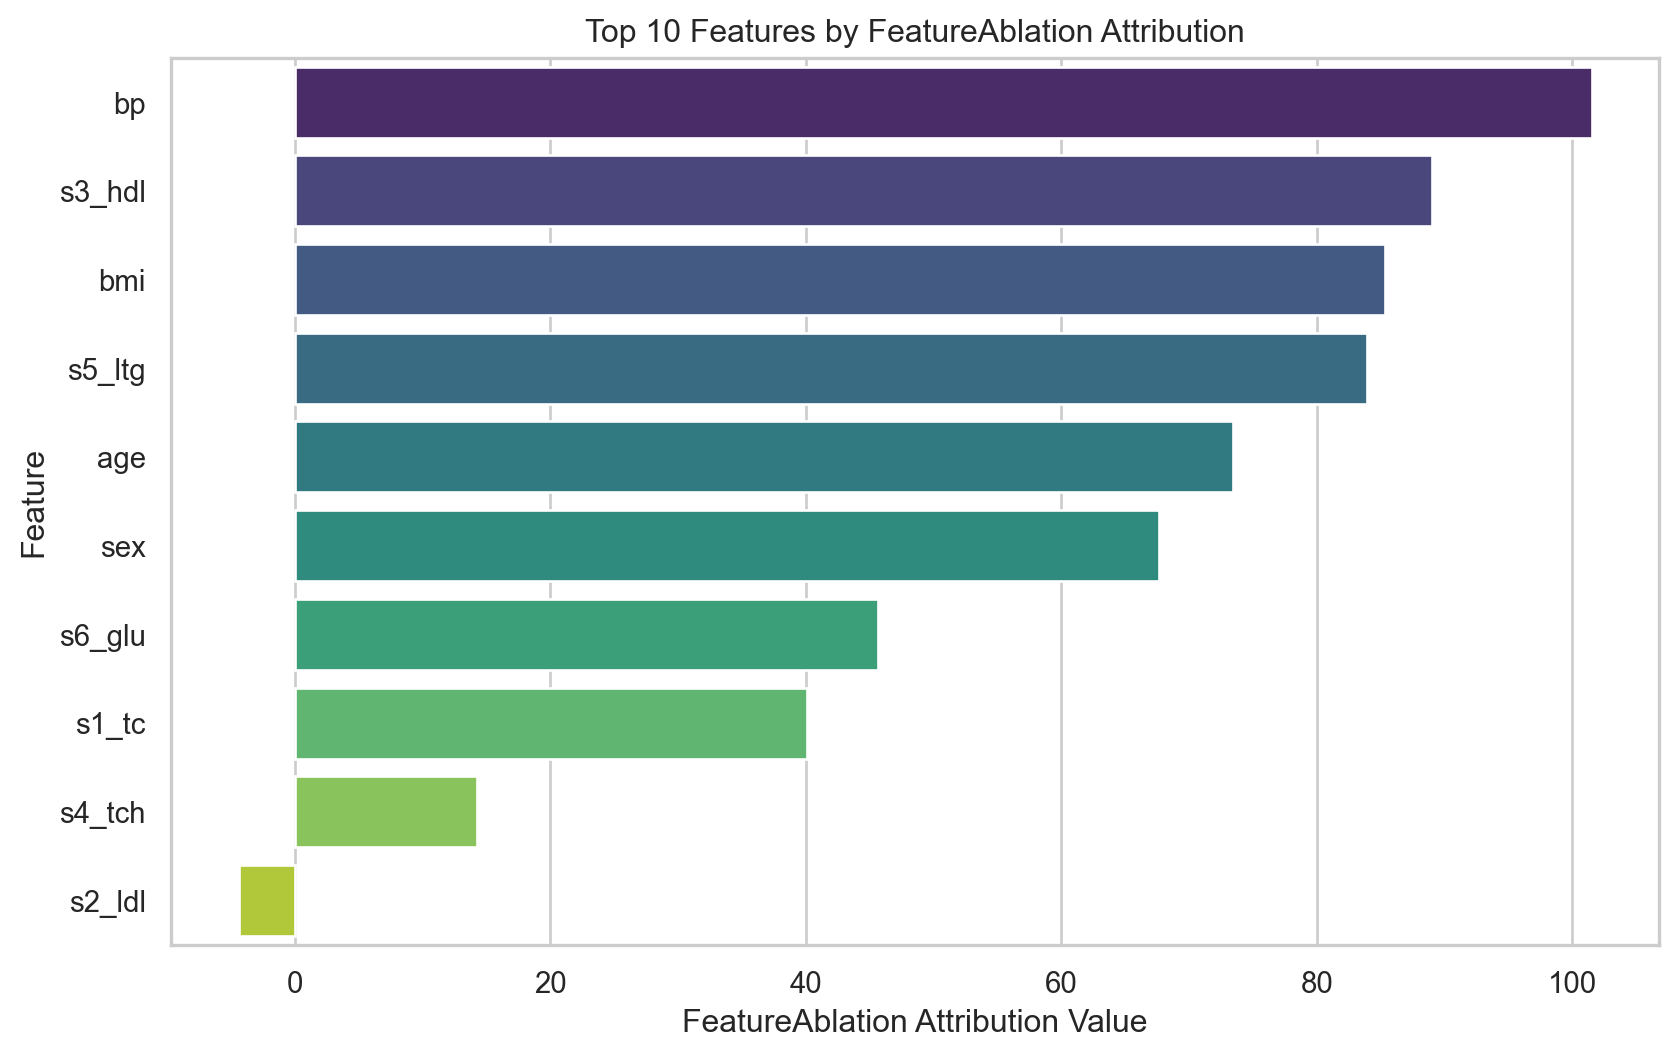 Top 10 Features by FeatureAblation Attribution
Feature
bp
s3_hdl
bmi
s5_ltg
age
sex
s6_glu
s1_tc
s4_tch
s2_ldl
0 20 40 60 80 100
FeatureAblation Attribution Value